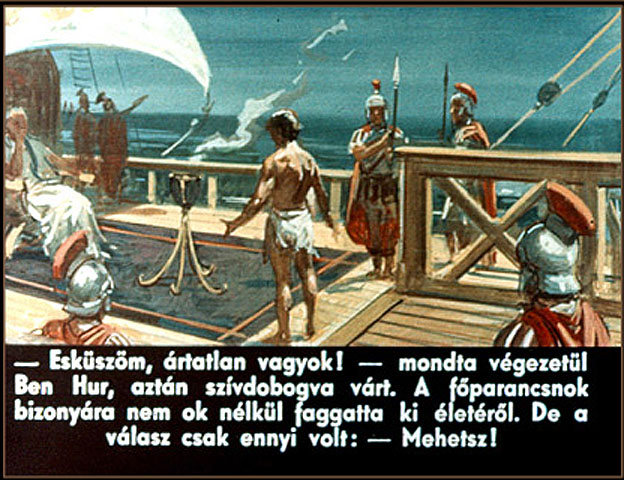 — Esküszöm, ártatlan vagyok! — mondta végezetül
Ben Hur, aztán szívdobogva várt. A főparancsnok
bizonyára nem ok nélkül faggatta ki életéről. De a
válasz csak ennyi volt: — Mehetsz!